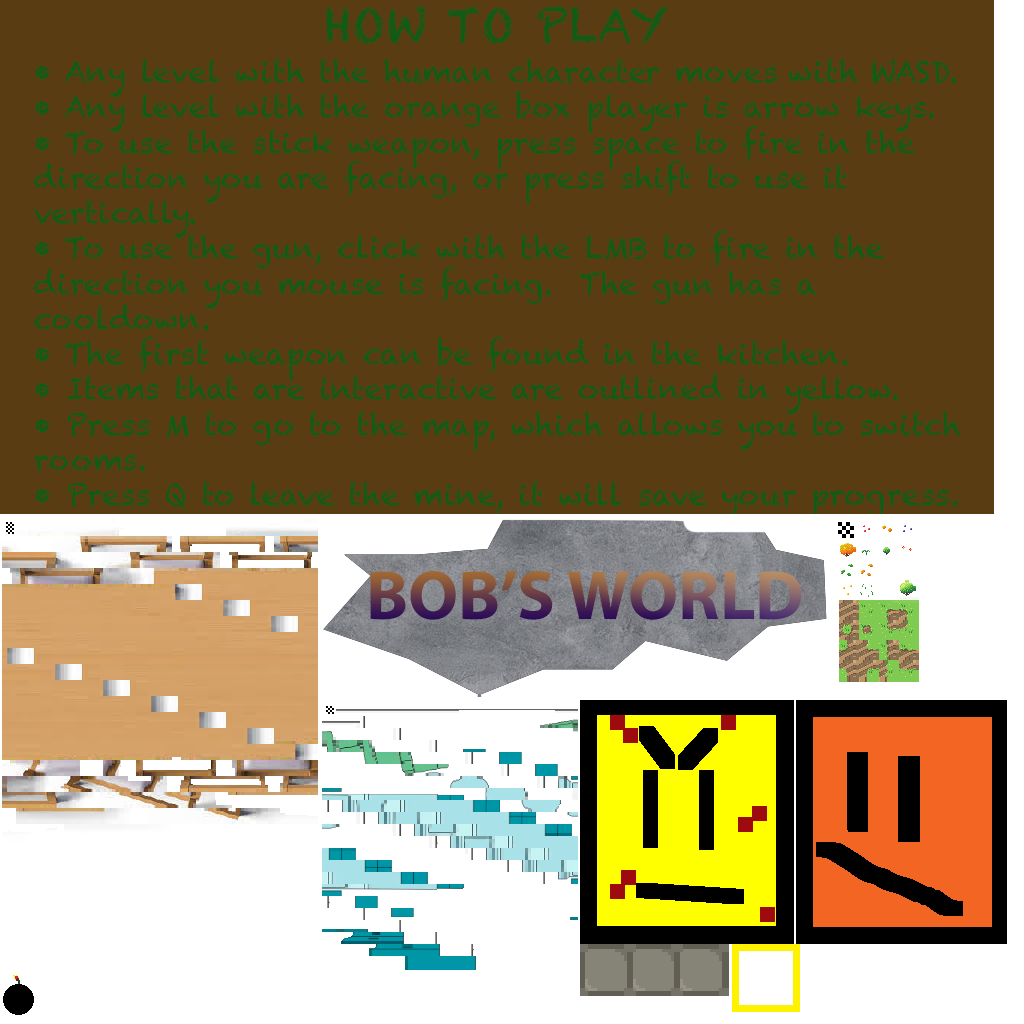 HOW TO PLAY
• Any level with the human character moves with WASD.
• Any level with the orange box player is arrow keys.
• To use the stick weapon, press space to fire in the
direction you are facing, or press shift to use it
vertically.
• To use the gun, click with the LMB to fire in the
direction you mouse is facing. The gun has a
cooldown.
• The first weapon can be found in the kitchen.
• Items that are interactive are outlined in yellow.
• Press M to go to the map, which allows you to switch
rooms.
• Press Q to leave the mine, it will save your progress.
BOB'S WORLD